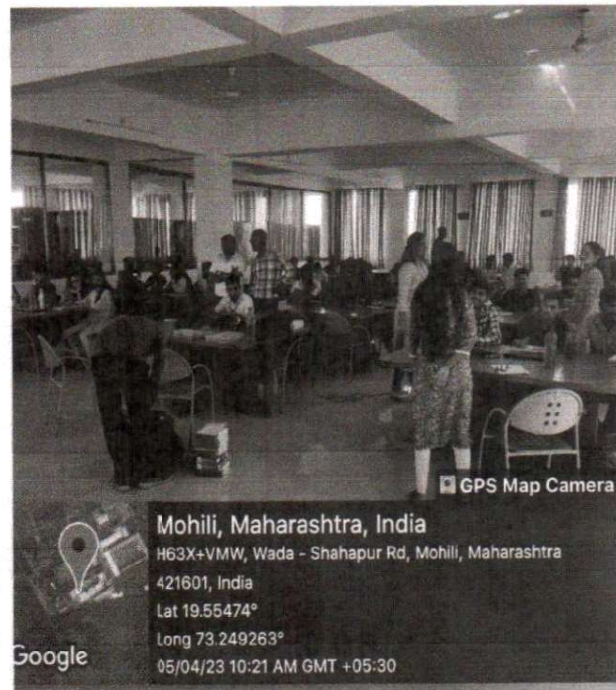 GPS Map Camera
Mohili, Maharashtra, India
H63X+VMW, Wada - Shahapur Rd, Mohili, Maharashtra
421601, India
Lat 19.55474°
Long 73.249263°
05/04/23 10:21 AM GMT +05:30
Google